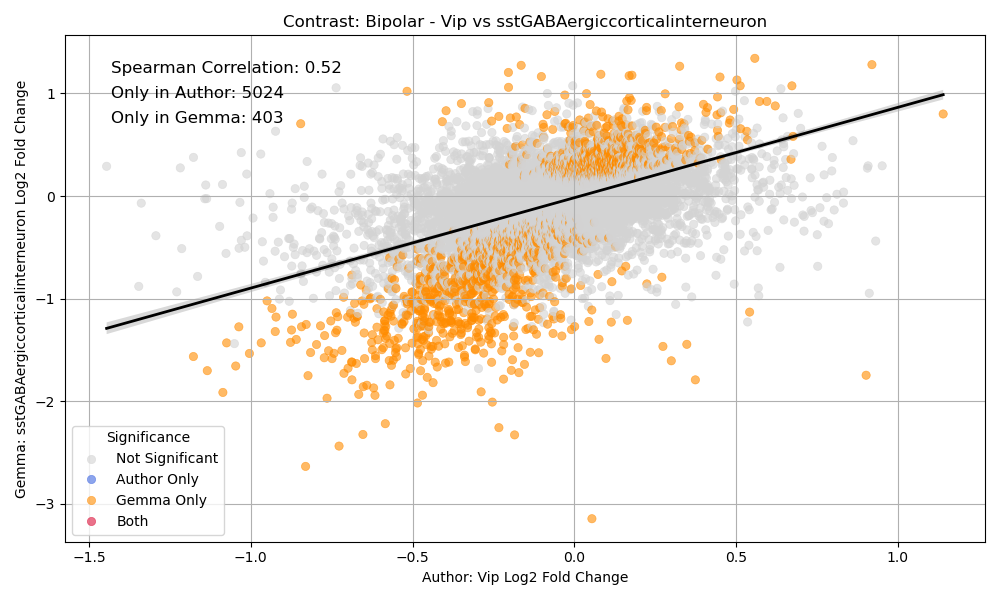 Contrast: Bipolar - Vip vs sstGABAergiccorticalinterneuron
Spearman Correlation: 0.52
Only in Author: 5024
Only in Gemma: 403
Gemma: sstGABAergiccorticalinterneuron Log2 Fold Change
1
0
−1
−2
−3
Significance
Not Significant
Author Only
Gemma Only
Both
−1.5
−1.0
−0.5
0.0
0.5
1.0
Author: Vip Log2 Fold Change